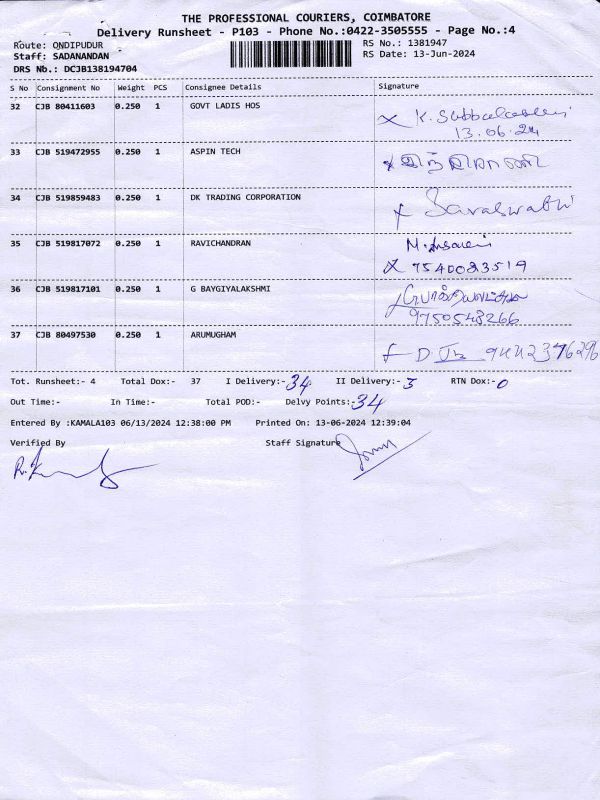 THE PROFESSIONAL COURIERS, COIMBATORE
Delivery Runsheet - P103 - Phone No.:0422-3505555 - Page No.:4
Route: ONDIPUDUR RS No.: 1381947
Staff: SADANANDAN RS Date: 13-Jun-2024
DRS Nb.: DCJB138194704
S No Consignment No Weight PCS Consignee Details Signature
32 CJB 80411603 0.250 1 GOVT LADIS HOS
13.06.24
33 CJB 519472955 0.250 1 ASPIN TECH
34 CJB 519859483 0.250 1 DK TRADING CORPORATION
35 CJB 519817072 0.250 1 RAVICHANDRAN
7540023519
36 CJB 519817101 0.250 1 G BAYGIYALAKSHMI
9750548266
37 CJB 80497530 0.250 1 ARUMUGHAM
Tot. Runsheet:- 4 Total Dox:- 37 I Delivery:- 34 II Delivery:- 3 RTN Dox:- 0
Out Time:- In Time:- Total POD:- Delvy Points:- 34
Entered By :KAMALA103 06/13/2024 12:38:00 PM Printed On: 13-06-2024 12:39:04
Verified By Staff Signature